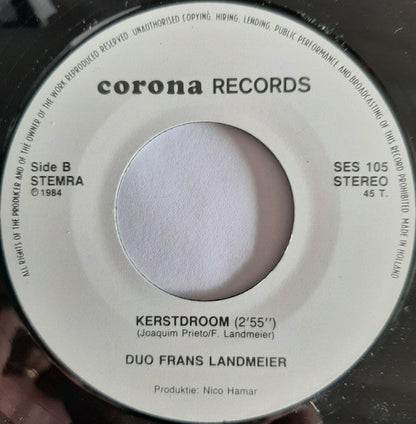 ALL RIGHTS OF THE PRODUCER AND OF THE OWNER OF THE WORK REPRODUCED RESERVED. UNAUTHORISED COPYING, HIRING, LENDING, PUBLIC PERFORMANCE AND BROADCASTING OF THIS RECORD PROHIBITED MADE IN HOLLAND
corona RECORDS
Side B
STEMRA
℗1984
SES 105
STEREO
45 T.
KERSTDROOM (2'55'')
(Joaquim Prieto/F. Landmeier)
DUO FRANS LANDMEIER
Produktie: Nico Hamar